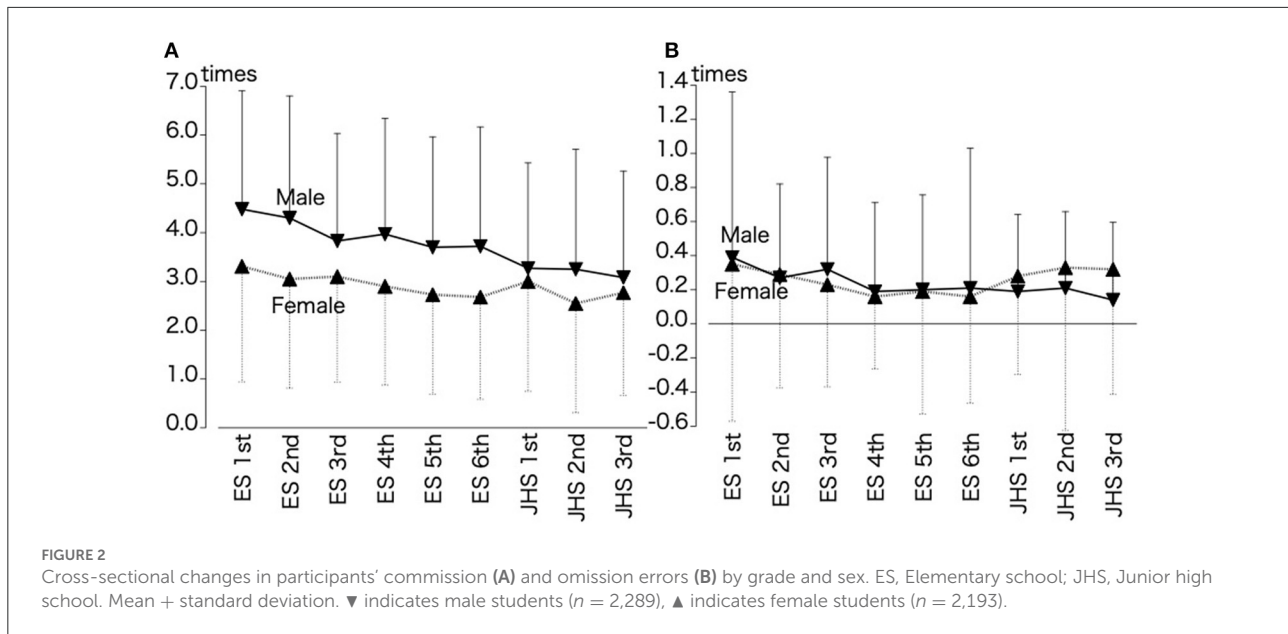 A
times
7.0
6.0
5.0
4.0
3.0
2.0
1.0
0.0
Male
Female
ES 1st
ES 2nd
ES 3rd
ES 4th
ES 5th
ES 6th
JHS 1st
JHS 2nd
JHS 3rd
B
times
1.4
1.2
1.0
0.8
0.6
0.4
0.2
0.0
-0.2
-0.4
-0.6
Male
Female
ES 1st
ES 2nd
ES 3rd
ES 4th
ES 5th
ES 6th
JHS 1st
JHS 2nd
JHS 3rd
FIGURE 2
Cross-sectional changes in participants’ commission (A) and omission errors (B) by grade and sex. ES, Elementary school; JHS, Junior high
school. Mean + standard deviation. ▼ indicates male students (n = 2,289), ▲ indicates female students (n = 2,193).